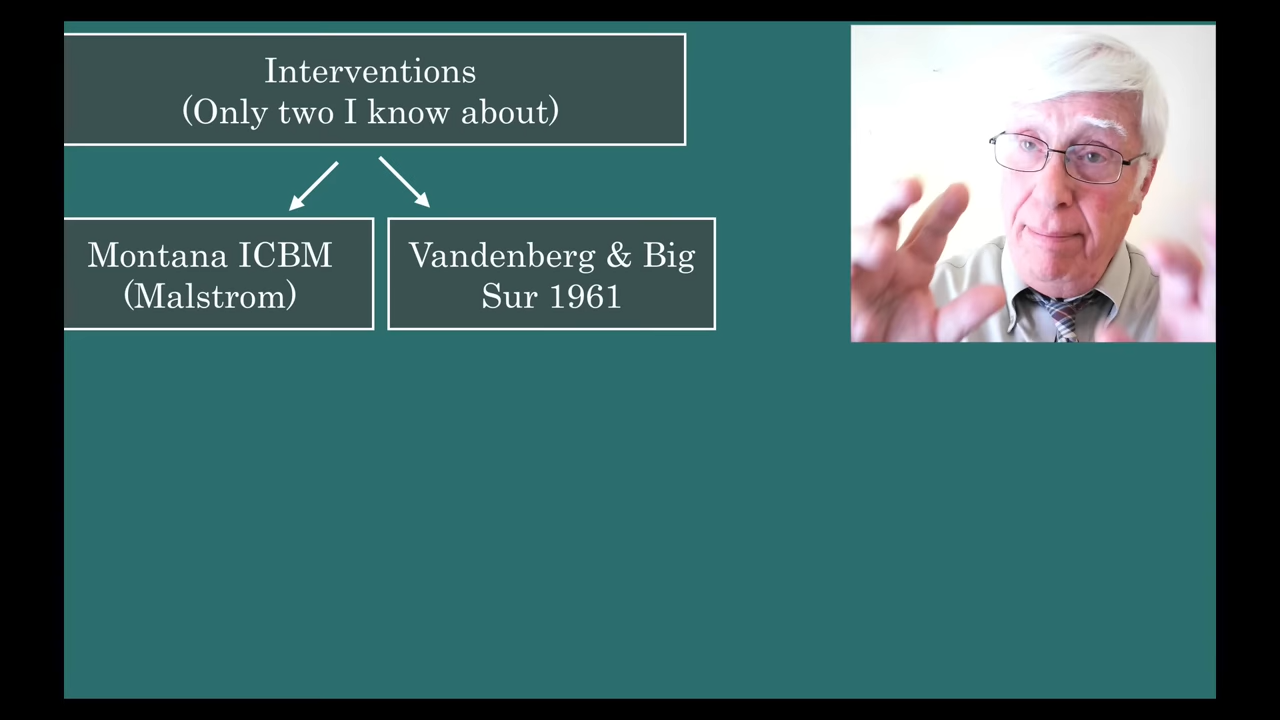 Interventions
(Only two I know about)
Montana ICBM
(Malstrom)
Vandenberg & Big
Sur 1961